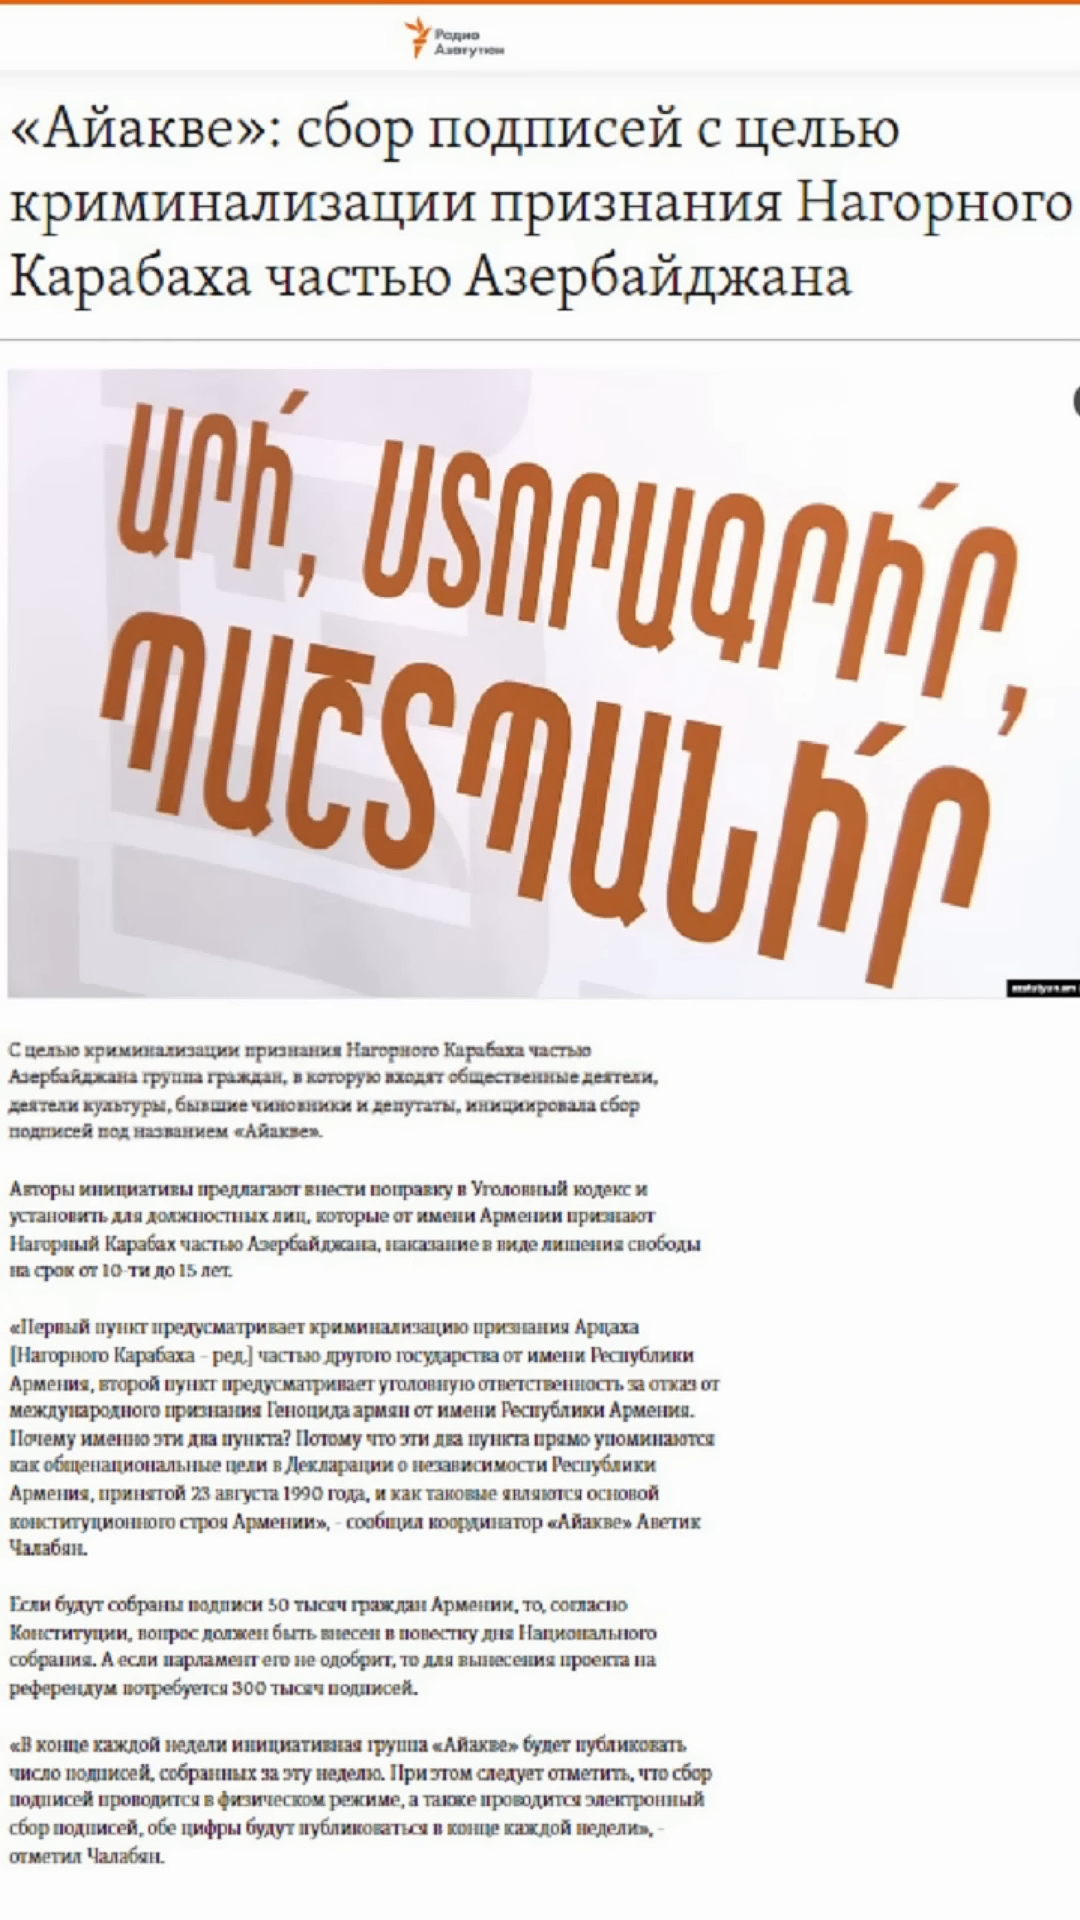 Радио
Азатутюн
«Айакве»: сбор подписей с целью
криминализации признания Нагорного
Карабаха частью Азербайджана
ԱՐԻ՛, ՍՏՈՐԱԳՐԻ՛Ր,
ՊԱՇՏՊԱՆԻ՛Ր
azatutyun.am
С целью криминализации признания Нагорного Карабаха частью
Азербайджана группа граждан, в которую входят общественные деятели,
деятели культуры, бывшие чиновники и депутаты, инициировала сбор
подписей под названием «Айакве».
Авторы инициативы предлагают внести поправку в Уголовный кодекс и
установить для должностных лиц, которые от имени Армении признают
Нагорный Карабах частью Азербайджана, наказание в виде лишения свободы
на срок от 10-ти до 15 лет.
«Первый пункт предусматривает криминализацию признания Арцаха
[Нагорного Карабаха – ред.] частью другого государства от имени Республики
Армения, второй пункт предусматривает уголовную ответственность за отказ от
международного признания Геноцида армян от имени Республики Армения.
Почему именно эти два пункта? Потому что эти два пункта прямо упоминаются
как общенациональные цели в Декларации о независимости Республики
Армения, принятой 23 августа 1990 года, и как таковые являются основой
конституционного строя Армении», - сообщил координатор «Айакве» Аветик
Чалабян.
Если будут собраны подписи 50 тысяч граждан Армении, то, согласно
Конституции, вопрос должен быть внесен в повестку дня Национального
собрания. А если парламент его не одобрит, то для вынесения проекта на
референдум потребуется 300 тысяч подписей.
«В конце каждой недели инициативная группа «Айакве» будет публиковать
число подписей, собранных за эту неделю. При этом следует отметить, что сбор
подписей проводится в физическом режиме, а также проводится электронный
сбор подписей, обе цифры будут публиковаться в конце каждой недели», -
отметил Чалабян.